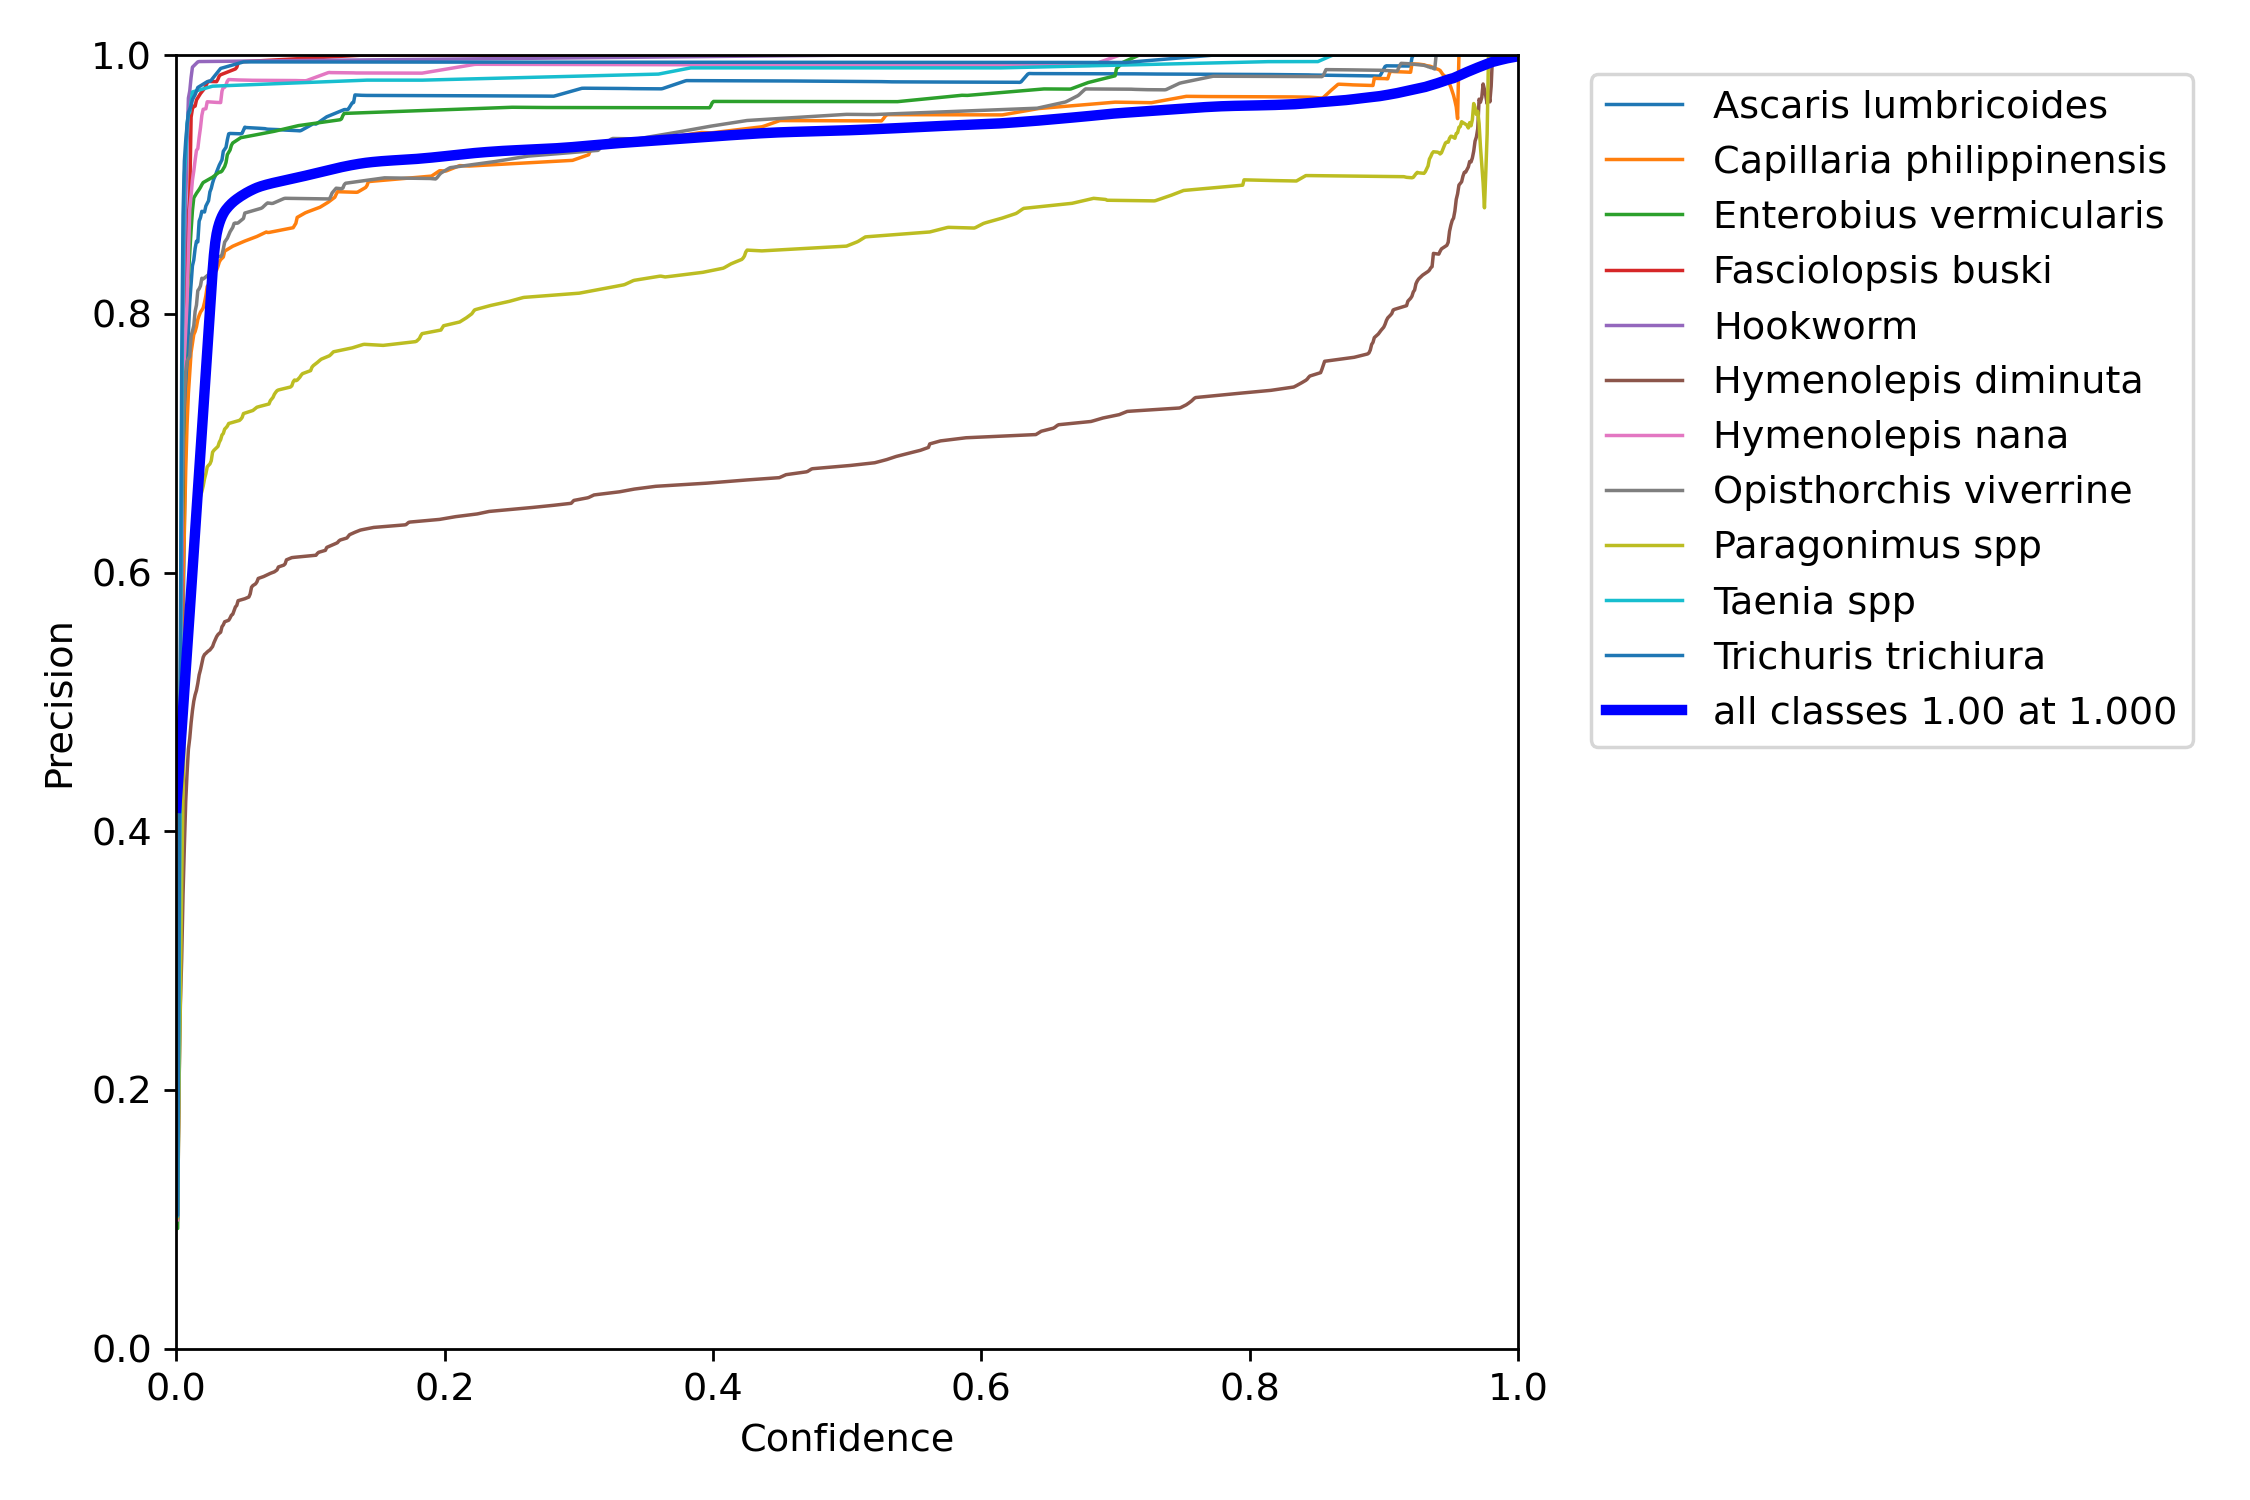 1.0
0.8
0.6
0.4
0.2
0.0
0.0 0.2 0.4 0.6 0.8 1.0
Precision
Confidence
Ascaris lumbricoides
Capillaria philippinensis
Enterobius vermicularis
Fasciolopsis buski
Hookworm
Hymenolepis diminuta
Hymenolepis nana
Opisthorchis viverrine
Paragonimus spp
Taenia spp
Trichuris trichiura
all classes 1.00 at 1.000